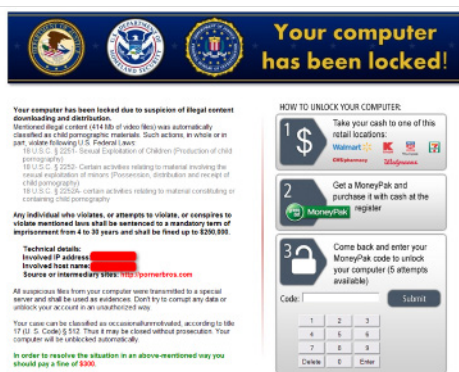 Your computer
has been locked!
Your computer has been locked due to suspicion of illegal content
downloading and distribution.
Mentioned illegal content (414 Mb of video files) was automatically
classified as child pornographic materials. Such actions, in whole or in
part, violate following U.S. Federal Laws:
18 U.S.C. § 2251- Sexual Exploitation of Children (Production of child
pornography)
18 U.S.C. § 2252- Certain activities relating to material involving the
sexual exploitation of minors (Possession, distribution and receipt of
child pornography)
18 U.S.C. § 2252A- certain activities relating to material constituting or
containing child pornography
Any individual who violates, or attempts to violate, or conspires to
violate mentioned laws shall be sentenced to a mandatory term of
imprisonment from 4 to 30 years and shall be fined up to $250,000.
Technical details:
Involved IP address:
Involved host name:
Source or intermediary sites: http://pornerbros.com
All suspicious files from your computer were transmitted to a special
server and shall be used as evidences. Don't try to corrupt any data or
unblock your account in an unauthorized way.
Your case can be classified as occasional/unmotivated, according to title
17 (U. S. Code) § 512. Thus it may be closed without prosecution. Your
computer will be unblocked automatically.
In order to resolve the situation in an above-mentioned way you
should pay a fine of $300.
HOW TO UNLOCK YOUR COMPUTER:
1 $
Take your cash to one of this
retail locations:
Walmart
CVS/pharmacy Walgreens
2
MoneyPak
Get a MoneyPak and
purchase it with cash at the
register
3
Come back and enter your
MoneyPak code to unlock
your computer (5 attempts
available)
Code: Submit
1 2 3
4 5 6
7 8 9
Delete 0 Enter